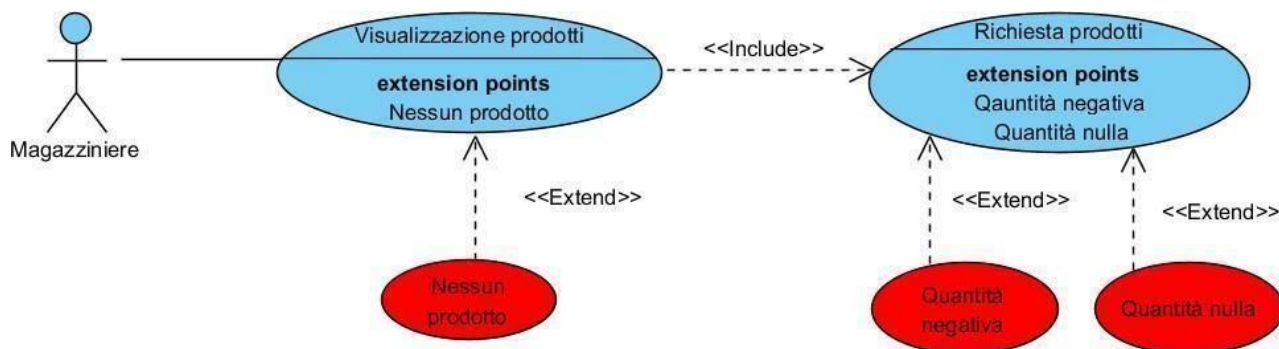 Visualizzazione protti
extension points
Nessun prodotto
<<Include>>
Richiesta prodotti
extension points
Qauntità negativa
Quantità nulla
Magazziniere
<<Extend>>
<<Extend>>
<<Extend>>
Nessun
prodotto
Quantità
negativa
Quantità nulla